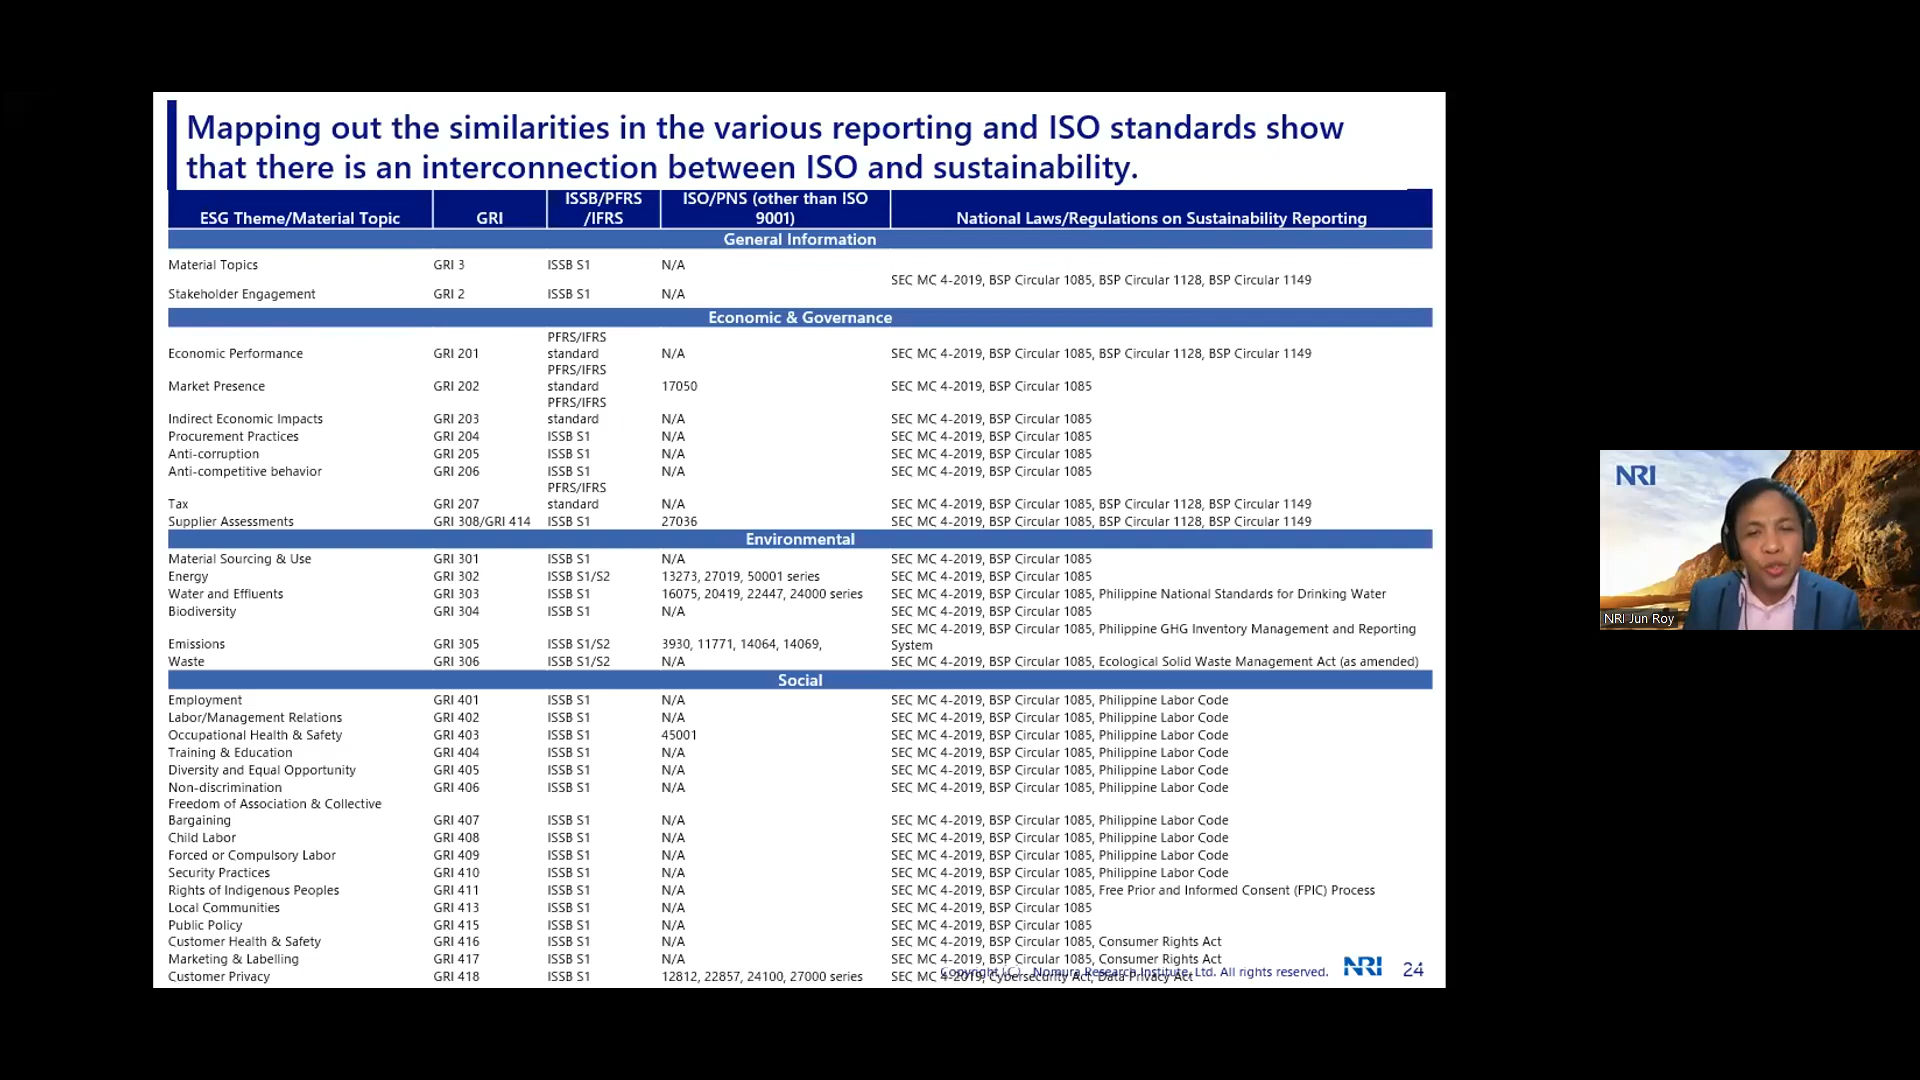 Mapping out the similarities in the various reporting and ISO standards show
that there is an interconnection between ISO and sustainability.
ESG Theme/Material Topic GRI ISSB/PFRS /IFRS ISO/PNS (other than ISO 9001) National Laws/Regulations on Sustainability Reporting
General Information
Material Topics GRI 3 ISSB S1 N/A
SEC MC 4-2019, BSP Circular 1085, BSP Circular 1128, BSP Circular 1149
Stakeholder Engagement GRI 2 ISSB S1 N/A
Economic & Governance
Economic Performance GRI 201 PFRS/IFRS standard N/A SEC MC 4-2019, BSP Circular 1085, BSP Circular 1128, BSP Circular 1149
Market Presence GRI 202 PFRS/IFRS standard 17050 SEC MC 4-2019, BSP Circular 1085
Indirect Economic Impacts GRI 203 PFRS/IFRS standard N/A SEC MC 4-2019, BSP Circular 1085
Procurement Practices GRI 204 ISSB S1 N/A SEC MC 4-2019, BSP Circular 1085
Anti-corruption GRI 205 ISSB S1 N/A SEC MC 4-2019, BSP Circular 1085
Anti-competitive behavior GRI 206 ISSB S1 N/A SEC MC 4-2019, BSP Circular 1085
Tax GRI 207 PFRS/IFRS standard N/A SEC MC 4-2019, BSP Circular 1085, BSP Circular 1128, BSP Circular 1149
Supplier Assessments GRI 308/GRI 414 ISSB S1 27036 SEC MC 4-2019, BSP Circular 1085, BSP Circular 1128, BSP Circular 1149
Environmental
Material Sourcing & Use GRI 301 ISSB S1 N/A SEC MC 4-2019, BSP Circular 1085
Energy GRI 302 ISSB S1/S2 13273, 27019, 50001 series SEC MC 4-2019, BSP Circular 1085
Water and Effluents GRI 303 ISSB S1 16075, 20419, 22447, 24000 series SEC MC 4-2019, BSP Circular 1085, Philippine National Standards for Drinking Water
Biodiversity GRI 304 ISSB S1 N/A SEC MC 4-2019, BSP Circular 1085
Emissions GRI 305 ISSB S1/S2 3930, 11771, 14064, 14069, SEC MC 4-2019, BSP Circular 1085, Philippine GHG Inventory Management and Reporting System
Waste GRI 306 ISSB S1/S2 N/A SEC MC 4-2019, BSP Circular 1085, Ecological Solid Waste Management Act (as amended)
Social
Employment GRI 401 ISSB S1 N/A SEC MC 4-2019, BSP Circular 1085, Philippine Labor Code
Labor/Management Relations GRI 402 ISSB S1 N/A SEC MC 4-2019, BSP Circular 1085, Philippine Labor Code
Occupational Health & Safety GRI 403 ISSB S1 45001 SEC MC 4-2019, BSP Circular 1085, Philippine Labor Code
Training & Education GRI 404 ISSB S1 N/A SEC MC 4-2019, BSP Circular 1085, Philippine Labor Code
Diversity and Equal Opportunity GRI 405 ISSB S1 N/A SEC MC 4-2019, BSP Circular 1085, Philippine Labor Code
Non-discrimination GRI 406 ISSB S1 N/A SEC MC 4-2019, BSP Circular 1085, Philippine Labor Code
Freedom of Association & Collective
Bargaining GRI 407 ISSB S1 N/A SEC MC 4-2019, BSP Circular 1085, Philippine Labor Code
Child Labor GRI 408 ISSB S1 N/A SEC MC 4-2019, BSP Circular 1085, Philippine Labor Code
Forced or Compulsory Labor GRI 409 ISSB S1 N/A SEC MC 4-2019, BSP Circular 1085, Philippine Labor Code
Security Practices GRI 410 ISSB S1 N/A SEC MC 4-2019, BSP Circular 1085, Philippine Labor Code
Rights of Indigenous Peoples GRI 411 ISSB S1 N/A SEC MC 4-2019, BSP Circular 1085, Free Prior and Informed Consent (FPIC) Process
Local Communities GRI 413 ISSB S1 N/A SEC MC 4-2019, BSP Circular 1085
Public Policy GRI 415 ISSB S1 N/A SEC MC 4-2019, BSP Circular 1085
Customer Health & Safety GRI 416 ISSB S1 N/A SEC MC 4-2019, BSP Circular 1085, Consumer Rights Act
Marketing & Labelling GRI 417 ISSB S1 N/A SEC MC 4-2019, BSP Circular 1085, Consumer Rights Act
Customer Privacy GRI 418 ISSB S1 12812, 22857, 24100, 27000 series SEC MC 4-2019, Cybersecurity Act, Data Privacy Act
Copyright (C) Nomura Research Institute, Ltd. All rights reserved. NRI 24
NRI
NRI Jun Roy